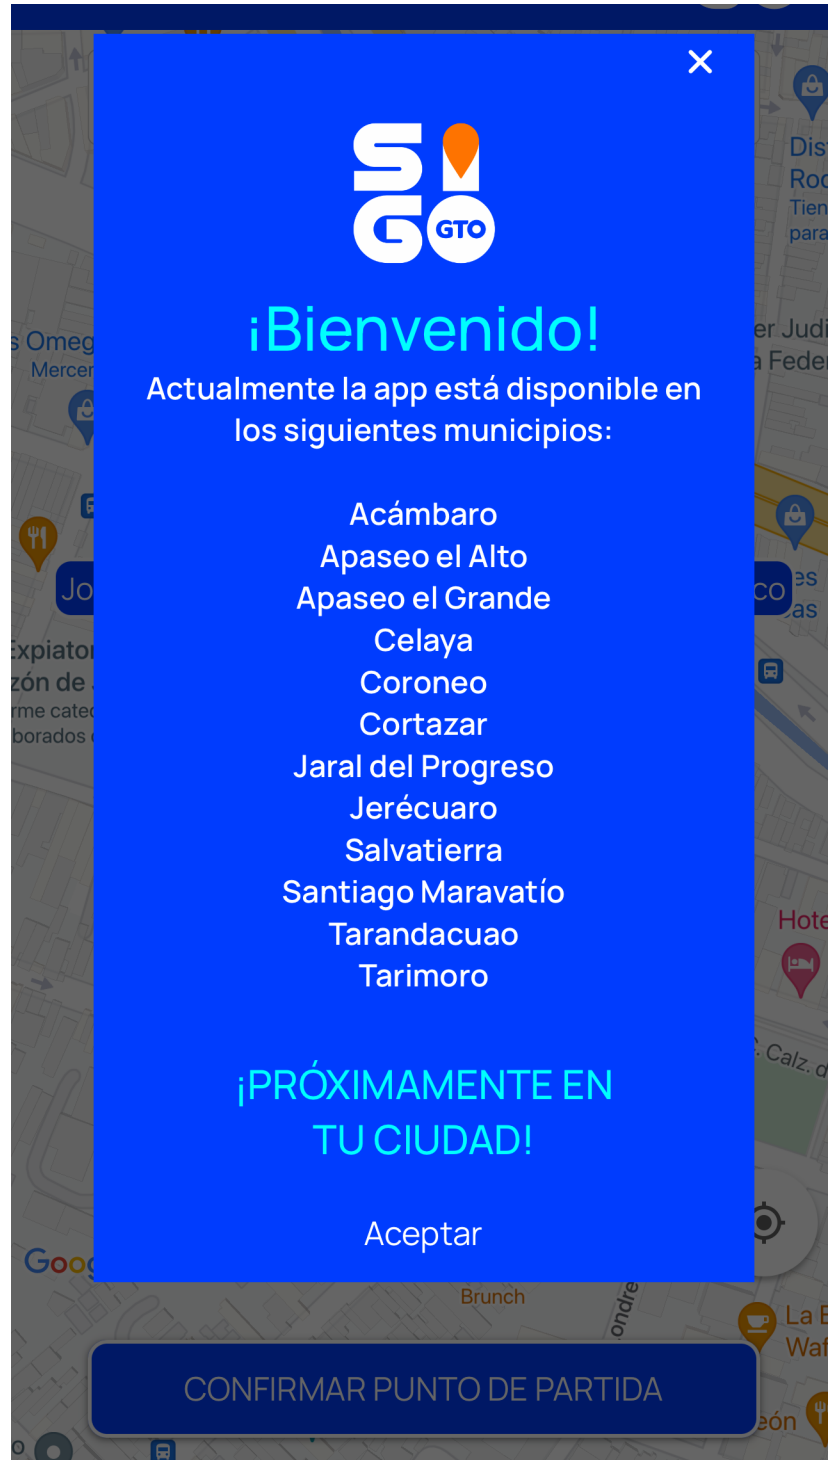 SI
GO GTO
¡Bienvenido!
Actualmente la app está disponible en
los siguientes municipios:
Acámbaro
Apaseo el Alto
Apaseo el Grande
Celaya
Coroneo
Cortazar
Jaral del Progreso
Jerécuaro
Salvatierra
Santiago Maravatío
Tarandacuao
Tarimoro
¡PRÓXIMAMENTE EN
TU CIUDAD!
Aceptar
Brunch
CONFIRMAR PUNTO DE PARTIDA